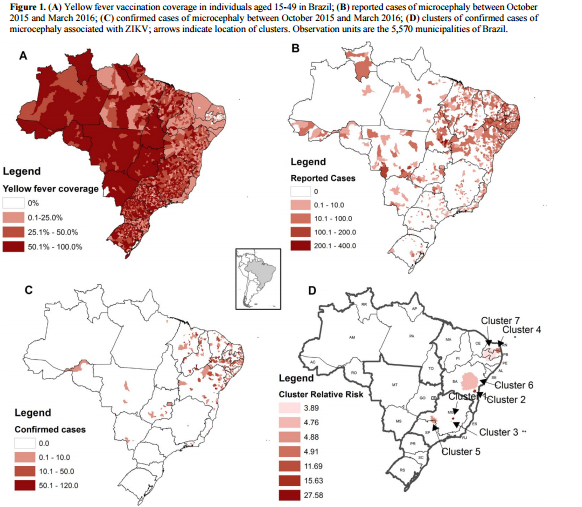 Figure 1. (A) Yellow fever vaccination coverage in individuals aged 15-49 in Brazil; (B) reported cases of microcephaly between October
2015 and March 2016; (C) confirmed cases of microcephaly between October 2015 and March 2016; (D) clusters of confirmed cases of
microcephaly associated with ZIKV; arrows indicate location of clusters. Observation units are the 5,570 municipalities of Brazil.
A
Legend
Yellow fever coverage
0%
0.1-25.0%
25.1% - 50.0%
50.1% - 100.0%
B
Legend
Reported Cases
0
0.1 - 10.0
10.1 - 100.0
100.1 - 200.0
200.1 - 400.0
C
Legend
Confirmed cases
0.0
0.1 - 10.0
10.1 - 50.0
50.1 - 120.0
D
Cluster 7
Cluster 4
Cluster 6
Cluster 2
Cluster 3
Cluster 5
RR
AP
AM
PA
MA
CE
PI
AC
RO
TO
MT
BA
GO
MS
SP
PR
SC
RS
Legend
Cluster Relative Risk
3.89
4.76
4.88
4.91
11.69
15.63
27.58